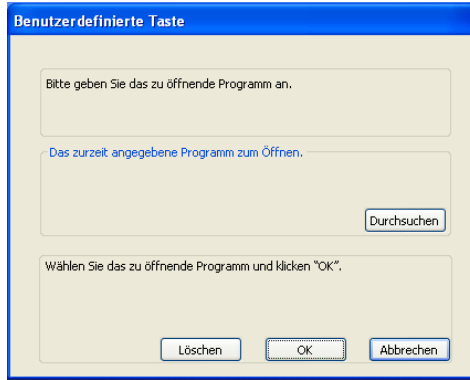 Benutzerdefinierte Taste
Bitte geben Sie das zu öffnende Programm an.
Das zurzeit angegebene Programm zum Öffnen.
Durchsuchen
Wählen Sie das zu öffnende Programm und klicken "OK".
Löschen
OK
Abbrechen